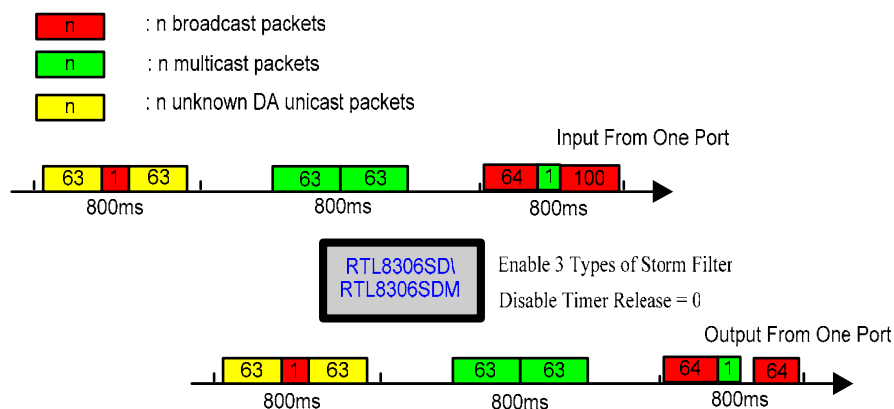 n : n broadcast packets
n : n multicast packets
n : n unknown DA unicast packets
Input From One Port
63 1 63 63 63 64 1 100
800ms 800ms 800ms
RTL8306SD\
RTL8306SDM
Enable 3 Types of Storm Filter
Disable Timer Release = 0
Output From One Port
63 1 63 63 63 64 1 64
800ms 800ms 800ms